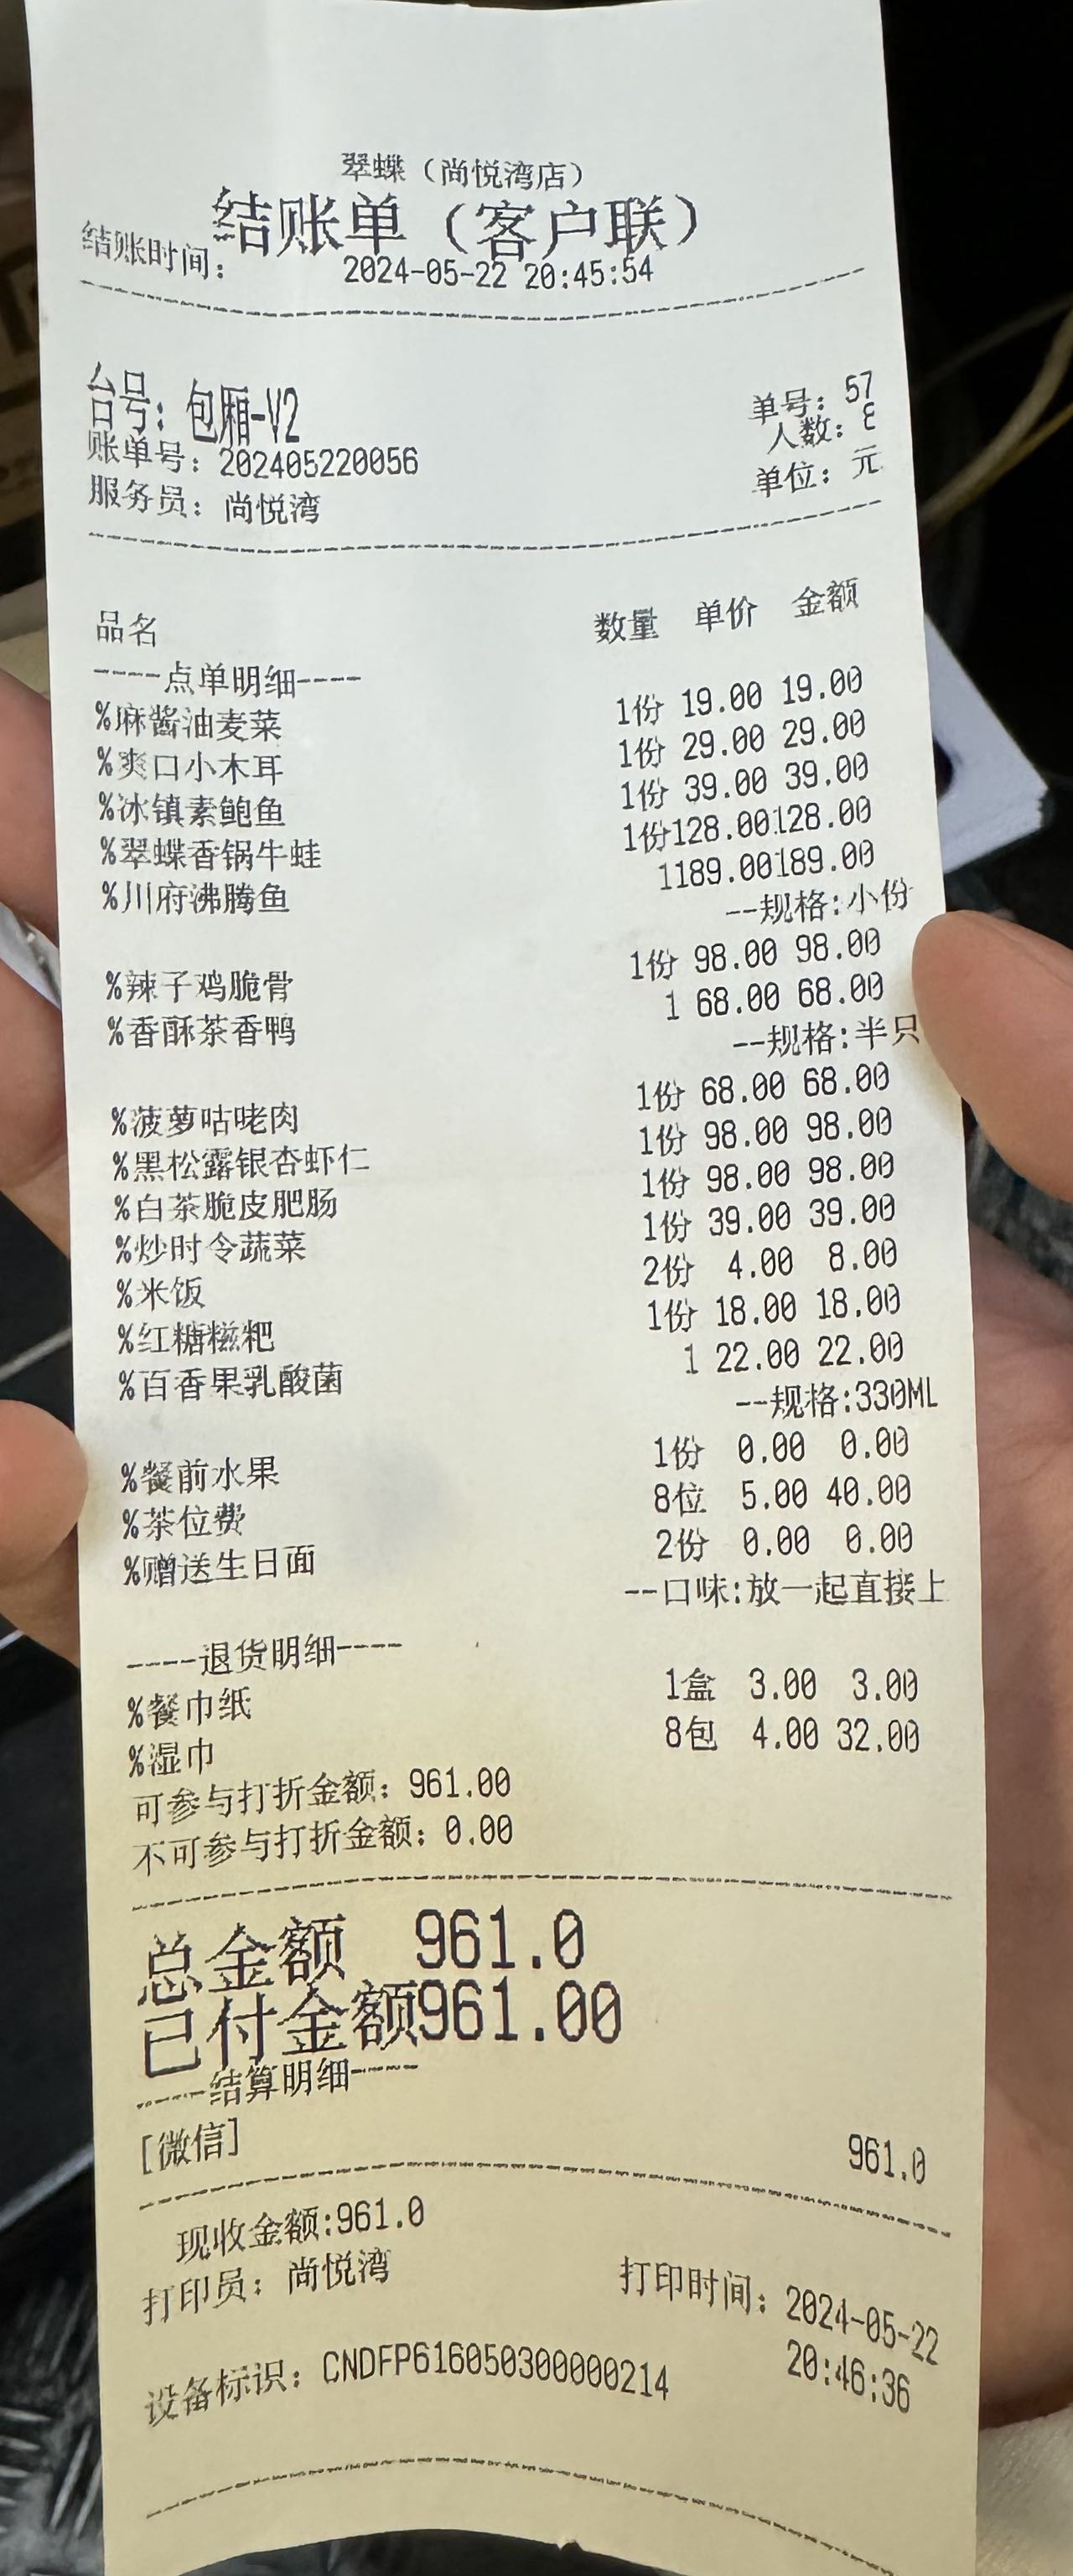 翠蝶（尚悦湾店）
结账单（客户联）
结账时间： 2024-05-22 20:45:54
台号：包厢-V2 单号：57
人数：
账单号：202405220056
服务员：尚悦湾 单位：元
品名 数量 单价 金额
----点单明细----
%麻酱油麦菜 1份 19.00 19.00
%爽口小木耳 1份 29.00 29.00
%冰镇素鲍鱼 1份 39.00 39.00
%翠蝶香锅牛蛙 1份128.00128.00
%川府沸腾鱼 1189.00189.00
--规格:小份
%辣子鸡脆骨 1份 98.00 98.00
%香酥茶香鸭 1 68.00 68.00
--规格:半只
%菠萝咕咾肉 1份 68.00 68.00
%黑松露银杏虾仁 1份 98.00 98.00
%白茶脆皮肥肠 1份 98.00 98.00
%炒时令蔬菜 1份 39.00 39.00
%米饭 2份 4.00 8.00
%红糖糍粑 1份 18.00 18.00
%百香果乳酸菌 1 22.00 22.00
--规格:330ML
%餐前水果 1份 0.00 0.00
%茶位费 8位 5.00 40.00
%赠送生日面 2份 0.00 0.00
--口味:放一起直接上
----退货明细----
%餐巾纸 1盒 3.00 3.00
%湿巾 8包 4.00 32.00
可参与打折金额：961.00
不可参与打折金额：0.00
总金额 961.0
已付金额961.00
----结算明细----
[微信] 961.0
现收金额:961.0
打印员：尚悦湾 打印时间：2024-05-22
20:46:36
设备标识：CNDFP616050300000214